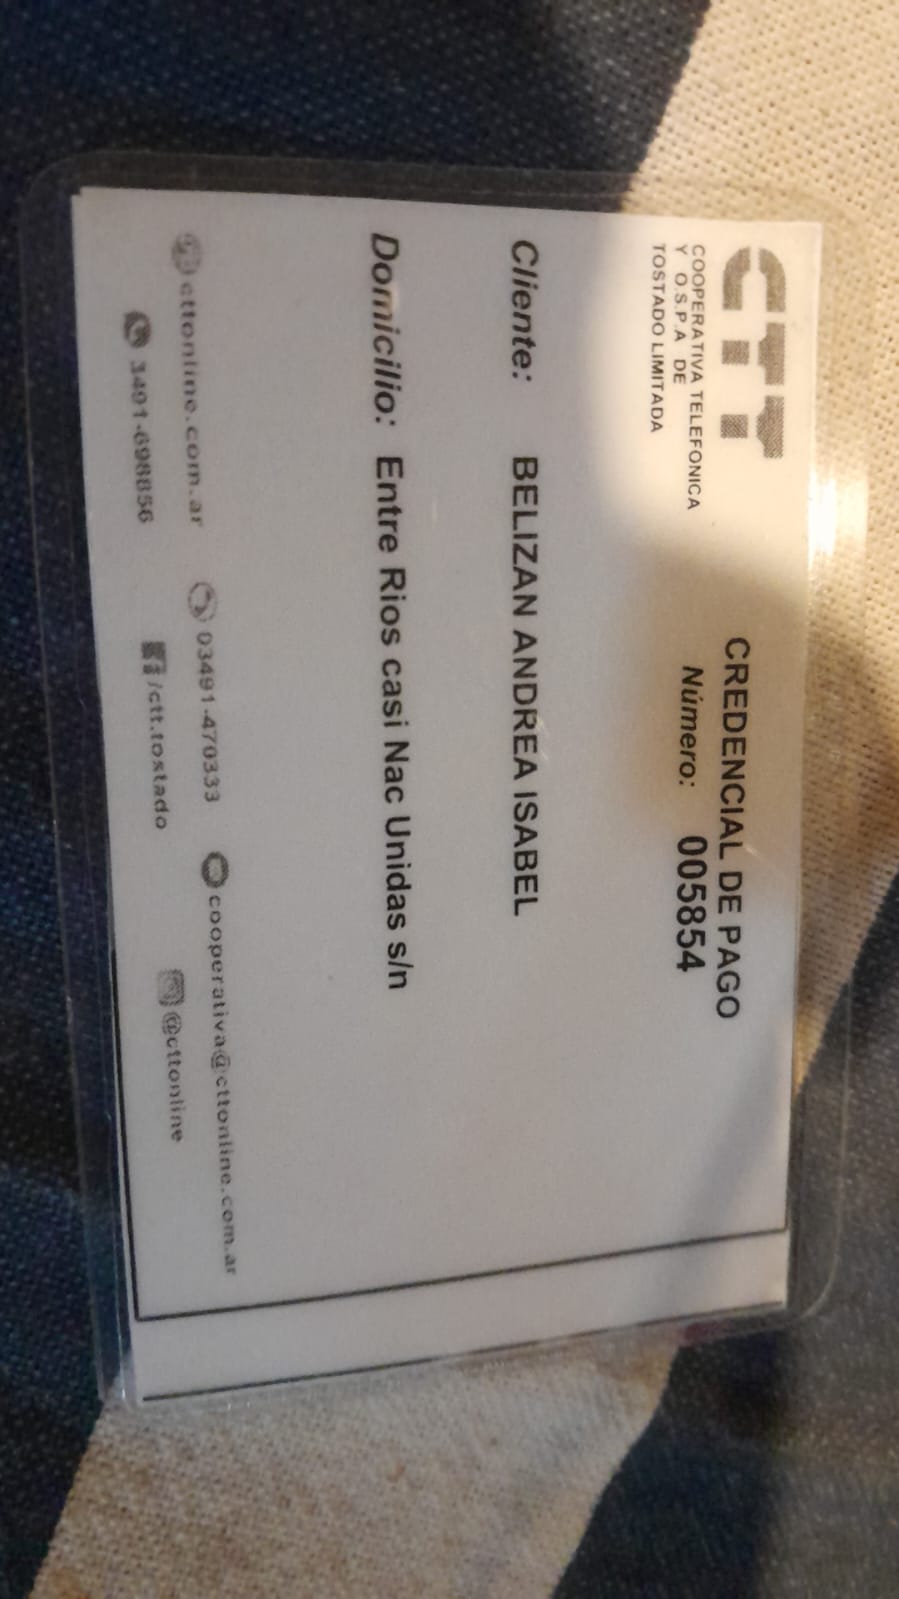 CTT
COOPERATIVA TELEFONICA
Y O.S.P.A DE
TOSTADO LIMITADA
CREDENCIAL DE PAGO
Número: 005854
Cliente: BELIZAN ANDREA ISABEL
Domicilio: Entre Rios casi Nac Unidas s/n
cttonline.com.ar 03491-470333 cooperativa@cttonline.com.ar
3491-698856 /ctt.tostado @cttonline